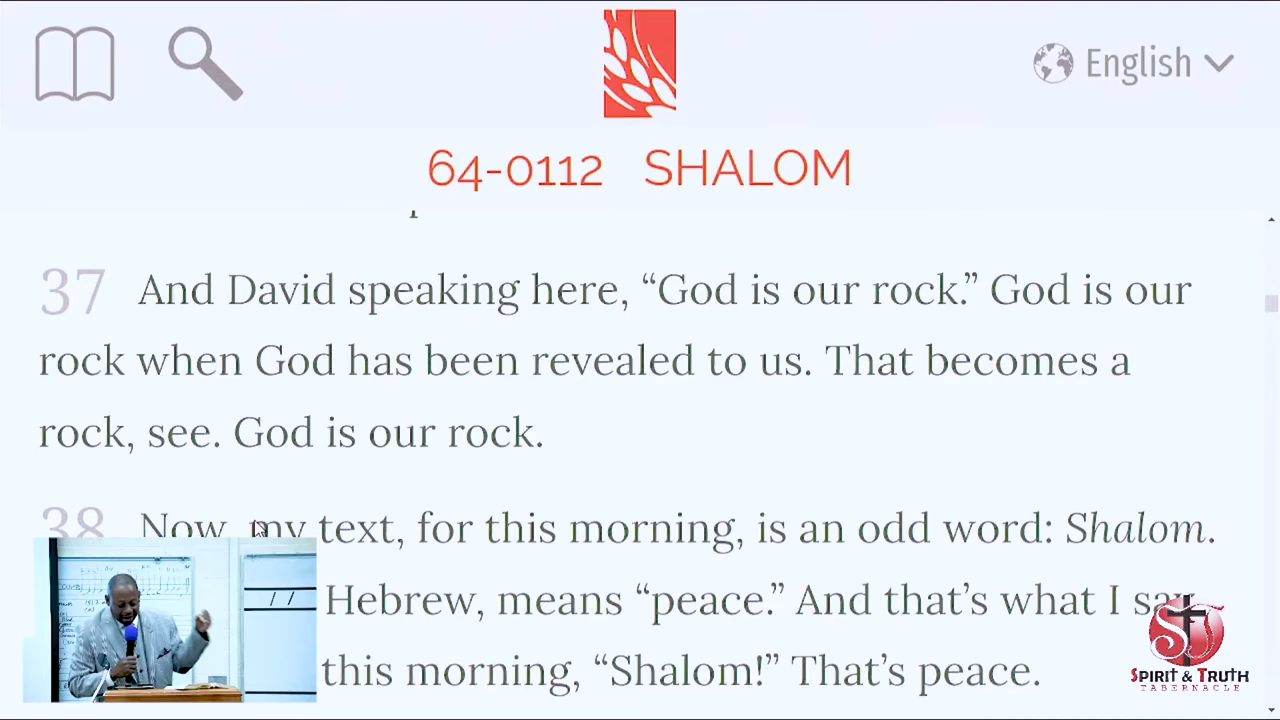 English
64-0112 SHALOM
37 And David speaking here, “God is our rock.” God is our
rock when God has been revealed to us. That becomes a
rock, see. God is our rock.
38 Now, my text, for this morning, is an odd word: Shalom.
Hebrew, means “peace.” And that’s what I say
this morning, “Shalom!” That’s peace.
ST
SPIRIT & TRUTH
TABERNACLE